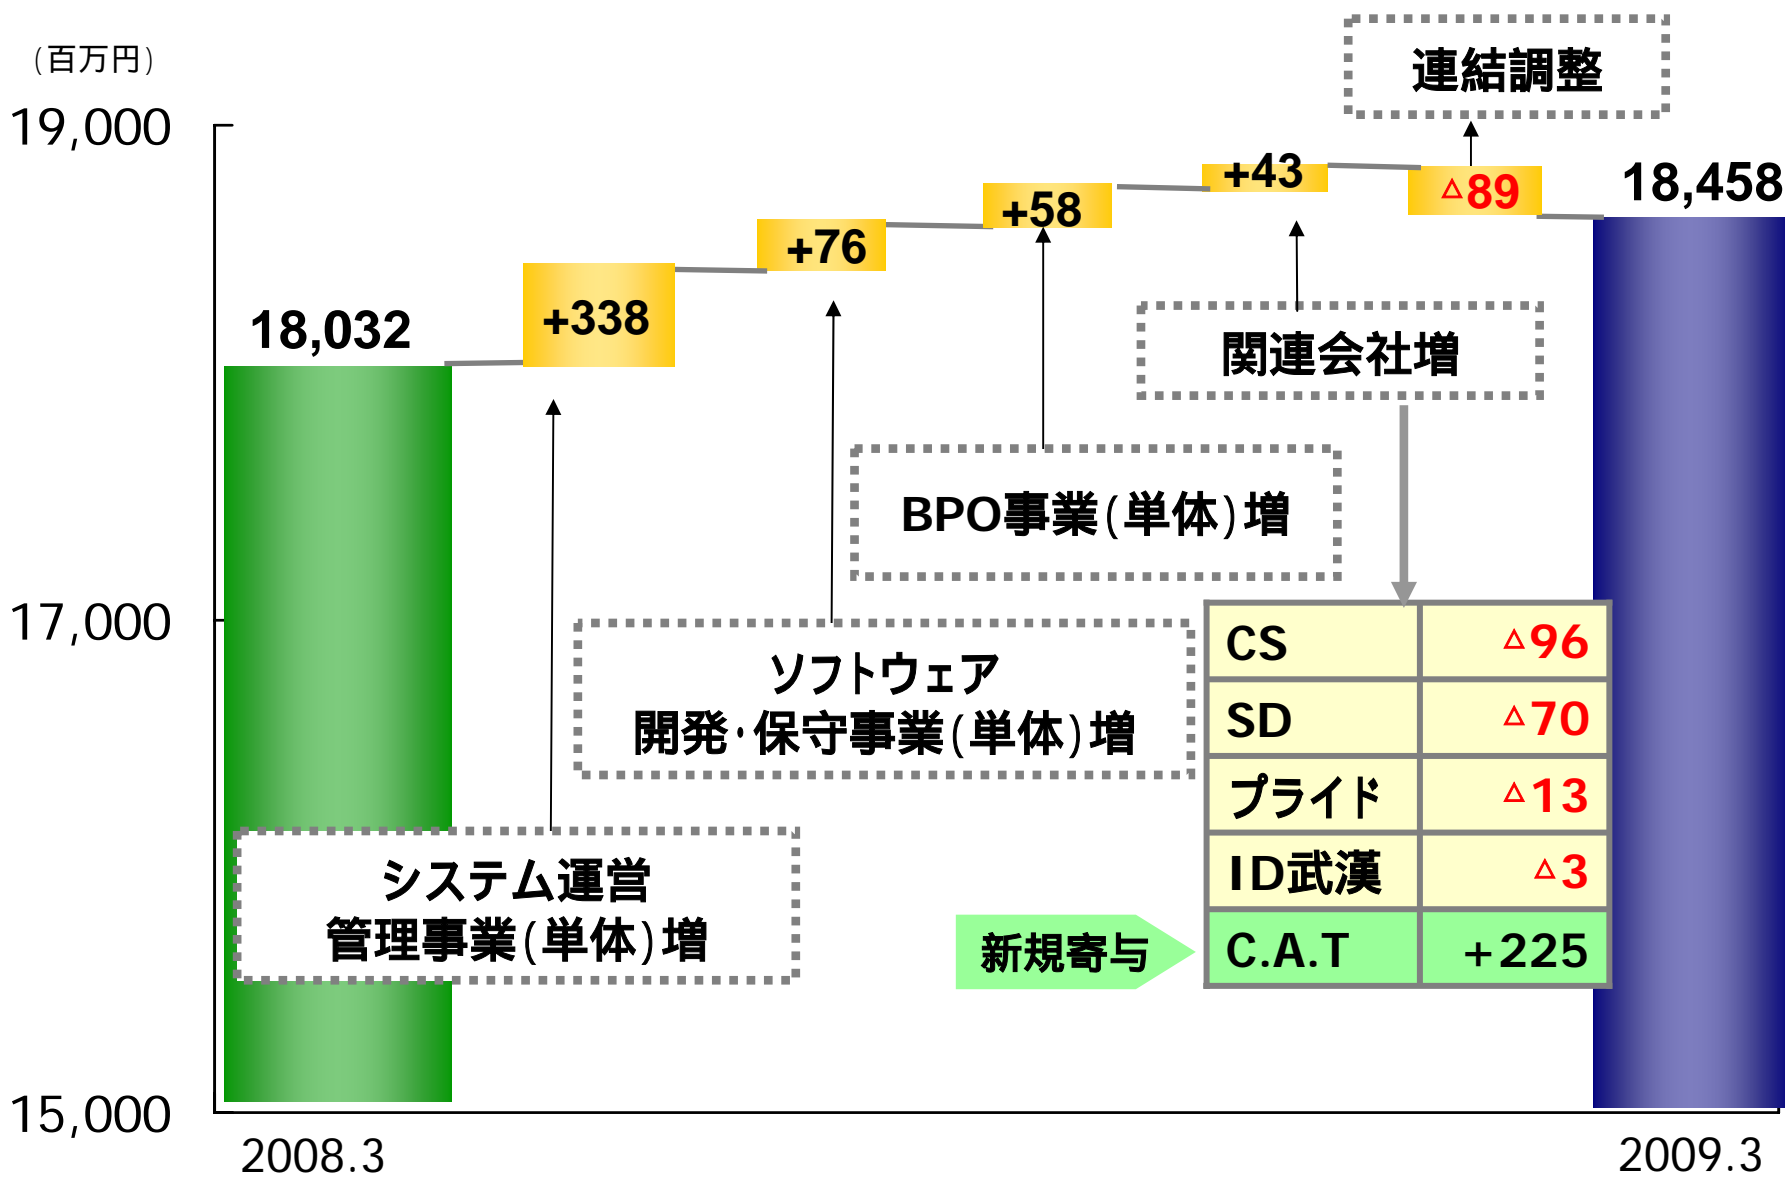 (百万円)
19,000
17,000
15,000
連結調整
18,032
+338
+76
+58
+43
△89
18,458
関連会社増
BPO事業(単体)増
ソフトウェア
開発・保守事業(単体)増
システム運営
管理事業(単体)増
CS △96
SD △70
プライド △13
ID武漢 △3
C.A.T +225
新規寄与
2008.3
2009.3